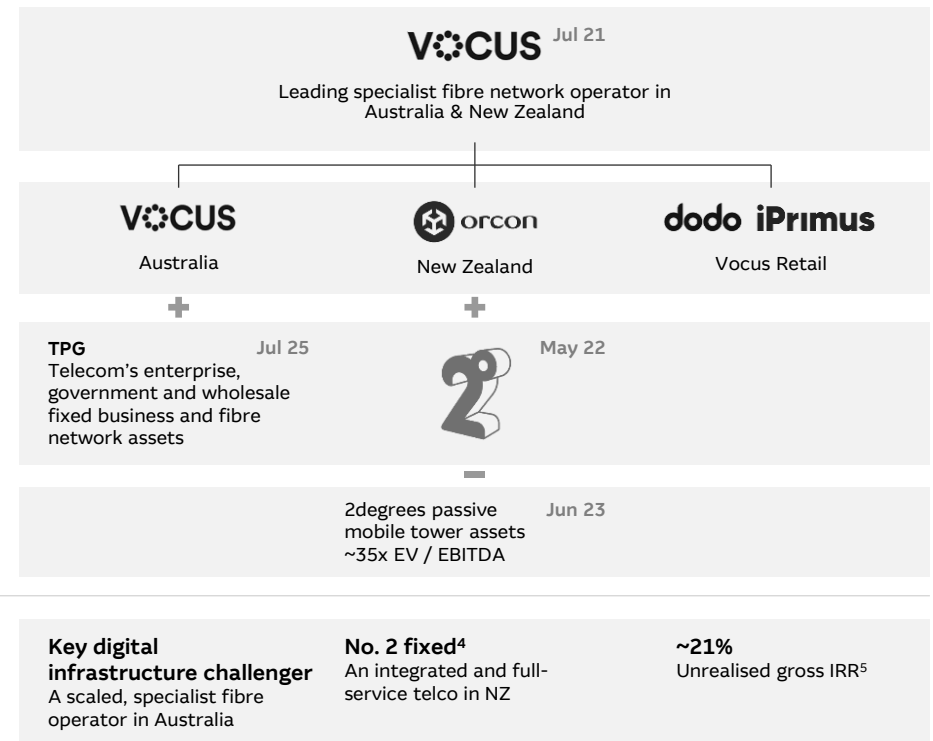 VOCUS Jul 21
Leading specialist fibre network operator in
Australia & New Zealand
VOCUS
Australia
orcon
New Zealand
dodo iPrimus
Vocus Retail
+
+
TPG Jul 25
Telecom’s enterprise,
government and wholesale
fixed business and fibre
network assets
2° May 22
–
2degrees passive Jun 23
mobile tower assets
~35x EV / EBITDA
Key digital
infrastructure challenger
A scaled, specialist fibre
operator in Australia
No. 2 fixed⁴
An integrated and full-
service telco in NZ
~21%
Unrealised gross IRR⁵